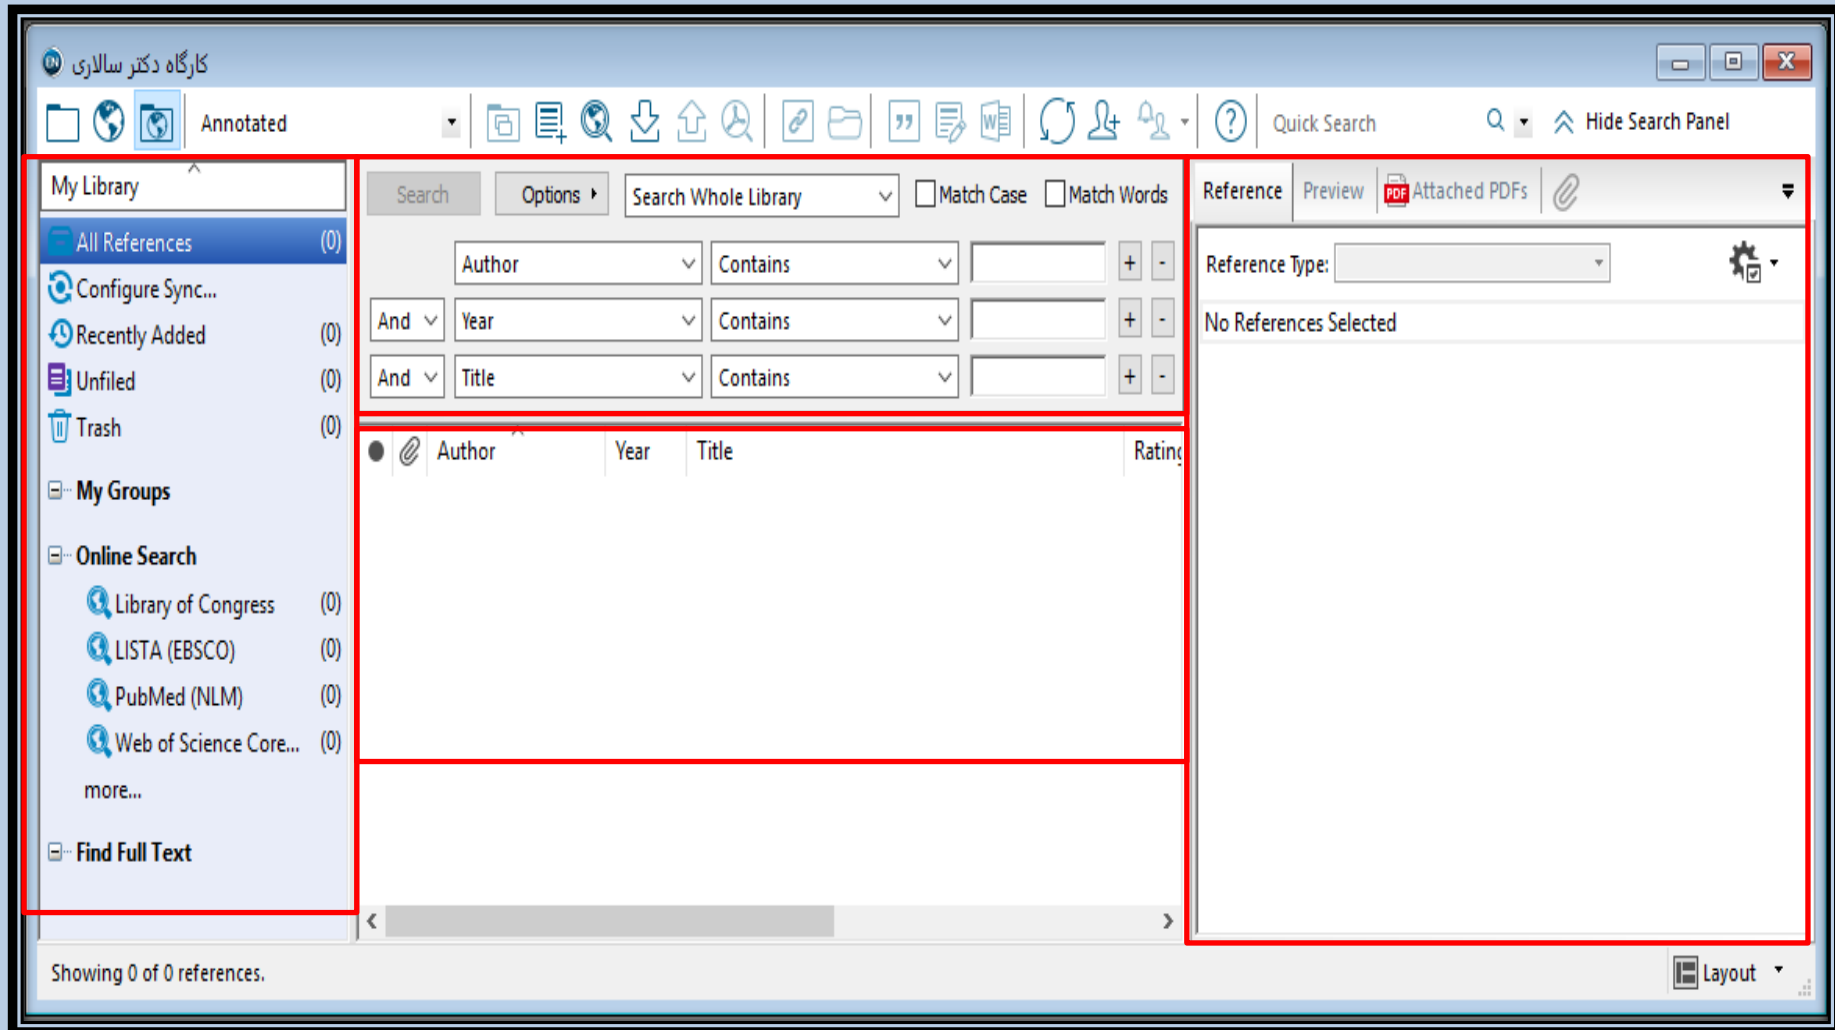 کارگاه دکتر سالاری
Annotated
Quick Search
Hide Search Panel
My Library
All References (0)
Configure Sync...
Recently Added (0)
Unfiled (0)
Trash (0)
My Groups
Online Search
Library of Congress (0)
LISTA (EBSCO) (0)
PubMed (NLM) (0)
Web of Science Core... (0)
more...
Find Full Text
Search Options Search Whole Library Match Case Match Words
Author Contains + -
And Year Contains + -
And Title Contains + -
Author Year Title Rating
Reference Preview PDF Attached PDFs
Reference Type:
No References Selected
Showing 0 of 0 references.
Layout